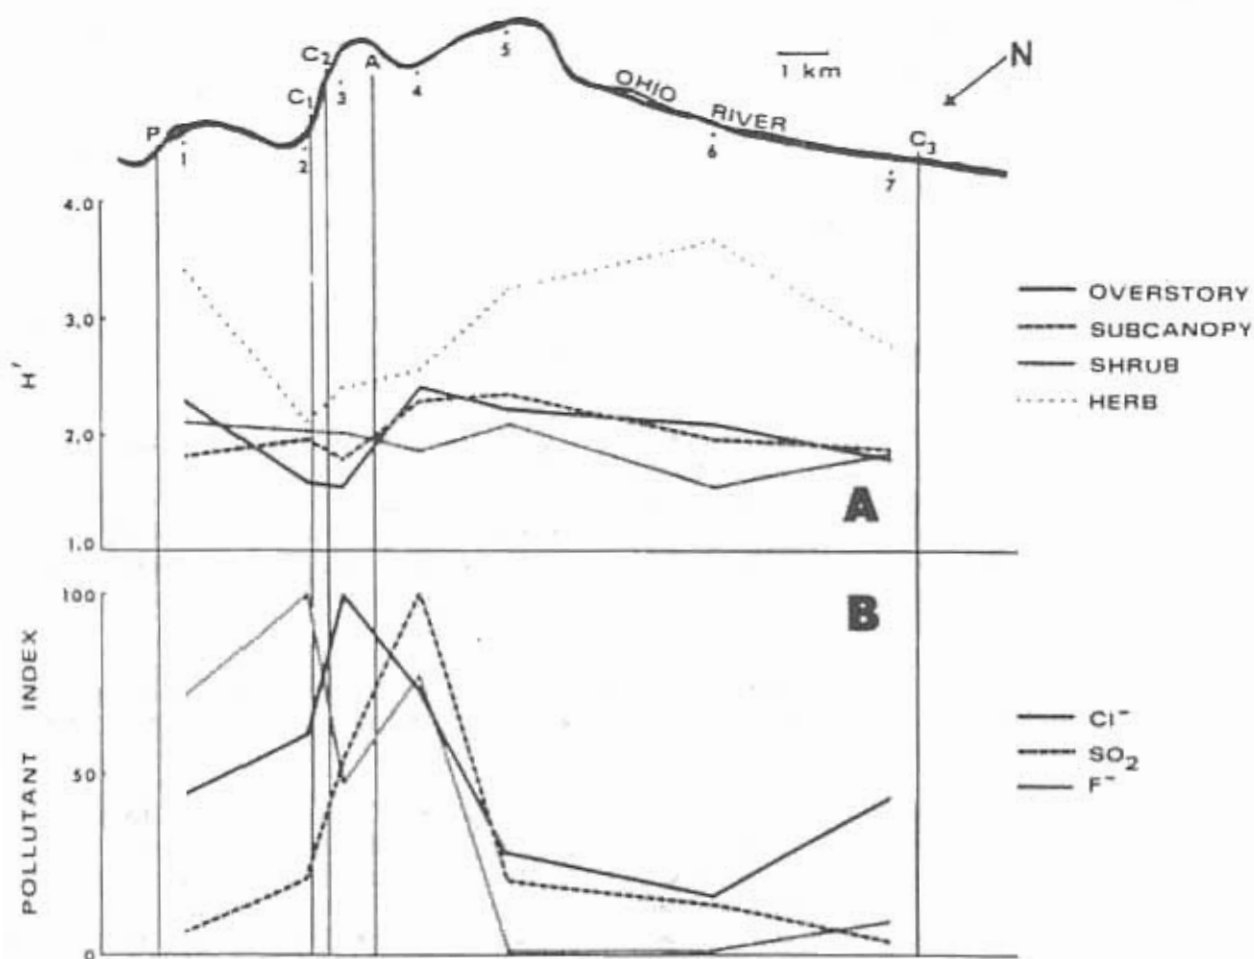 C₂
A
5
1 km
N
C₁
3
4
OHIO RIVER
P
1
2
6
C₃
7
4.0
3.0
H'
2.0
1.0
OVERSTORY
SUBCANOPY
SHRUB
HERB
A
100
B
POLLUTANT INDEX
50
0
Cl⁻
SO₂
F⁻